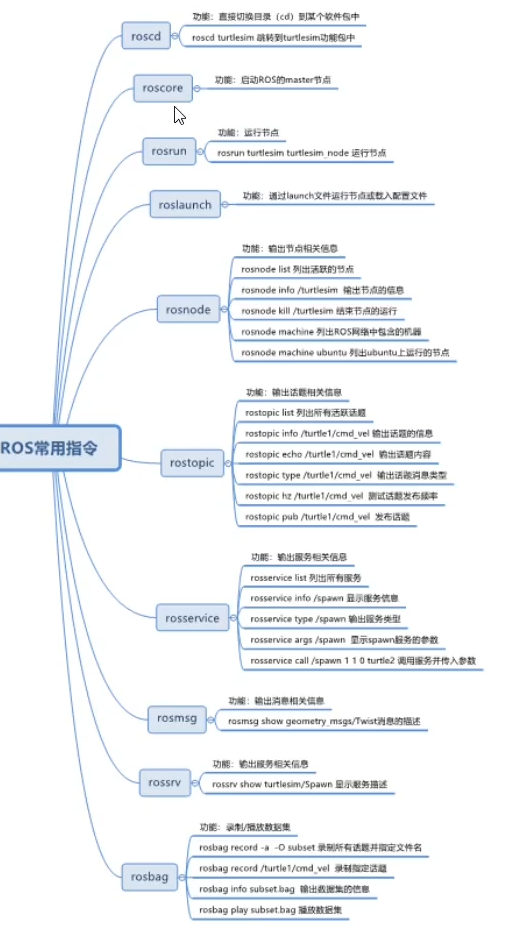 ROS常用指令
roscd
功能：直接切换目录（cd）到某个软件包中
roscd turtlesim 跳转到turtlesim功能包中
roscore
功能：启动ROS的master节点
rosrun
功能：运行节点
rosrun turtlesim turtlesim_node 运行节点
roslaunch
功能：通过launch文件运行节点或载入配置文件
rosnode
功能：输出节点相关信息
rosnode list 列出活跃的节点
rosnode info /turtlesim 输出节点的信息
rosnode kill /turtlesim 结束节点的运行
rosnode machine 列出ROS网络中包含的机器
rosnode machine ubuntu 列出ubuntu上运行的节点
rostopic
功能：输出话题相关信息
rostopic list 列出所有活跃话题
rostopic info /turtle1/cmd_vel 输出话题的信息
rostopic echo /turtle1/cmd_vel 输出话题内容
rostopic type /turtle1/cmd_vel 输出话题消息类型
rostopic hz /turtle1/cmd_vel 测试话题发布频率
rostopic pub /turtle1/cmd_vel 发布话题
rosservice
功能：输出服务相关信息
rosservice list 列出所有服务
rosservice info /spawn 显示服务信息
rosservice type /spawn 输出服务类型
rosservice args /spawn 显示spawn服务的参数
rosservice call /spawn 1 1 0 turtle2 调用服务并传入参数
rosmsg
功能：输出消息相关信息
rosmsg show geometry_msgs/Twist消息的描述
rossrv
功能：输出服务相关信息
rossrv show turtlesim/Spawn 显示服务描述
rosbag
功能：录制/播放数据集
rosbag record -a -O subset 录制所有话题并指定文件名
rosbag record /turtle1/cmd_vel 录制指定话题
rosbag info subset.bag 输出数据集的信息
rosbag play subset.bag 播放数据集